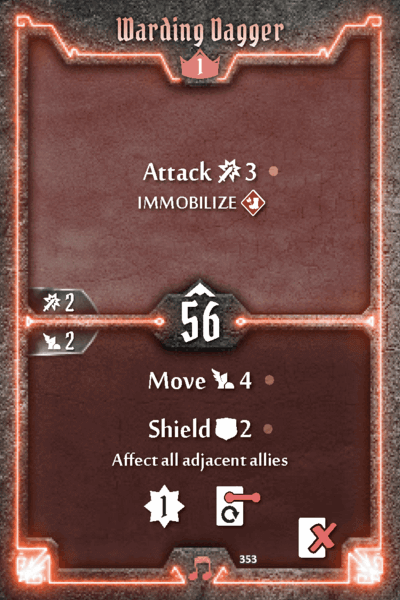 Warding Dagger
1
Attack 3
IMMOBILIZE
2
56
2
Move 4
Shield 2
Affect all adjacent allies
1
353